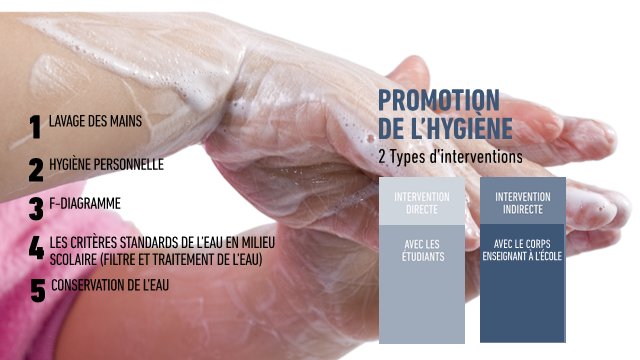 1 LAVAGE DES MAINS
2 HYGIÈNE PERSONNELLE
3 F-DIAGRAMME
4 LES CRITÈRES STANDARDS DE L'EAU EN MILIEU
SCOLAIRE (FILTRE ET TRAITEMENT DE L'EAU)
5 CONSERVATION DE L'EAU
PROMOTION
DE L'HYGIÈNE
2 Types d'interventions
INTERVENTION
DIRECTE
AVEC LES
ÉTUDIANTS
INTERVENTION
INDIRECTE
AVEC LE CORPS
ENSEIGNANT À L'ÉCOLE